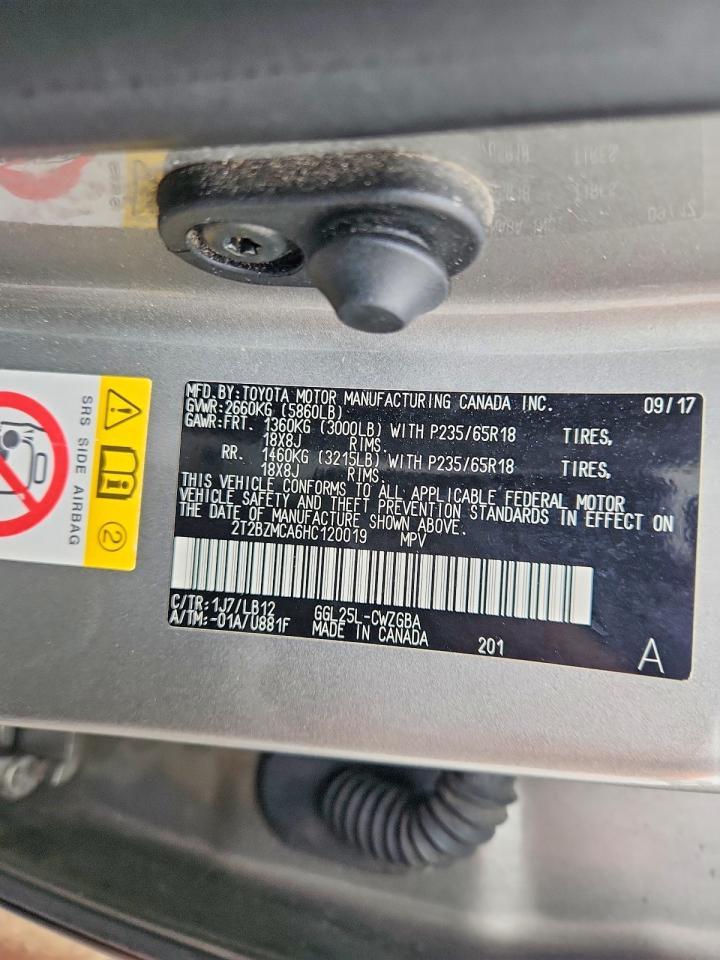 MFD.BY:TOYOTA MOTOR MANUFACTURING CANADA INC. 09/17
GVWR:2660KG (5860LB)
GAWR:FRT. 1360KG (3000LB) WITH P235/65R18 TIRES,
18X8J RIMS.
RR. 1460KG (3215LB) WITH P235/65R18 TIRES,
18X8J RIMS.
THIS VEHICLE CONFORMS TO ALL APPLICABLE FEDERAL MOTOR
VEHICLE SAFETY AND THEFT PREVENTION STANDARDS IN EFFECT ON
THE DATE OF MANUFACTURE SHOWN ABOVE.
2T2BZMCA6HC120019 MPV
C/TR:1J7/LB12 GGL25L-CWZGBA
A/TM:-01A/U881F MADE IN CANADA 201 A
SRS SIDE AIRBAG
2